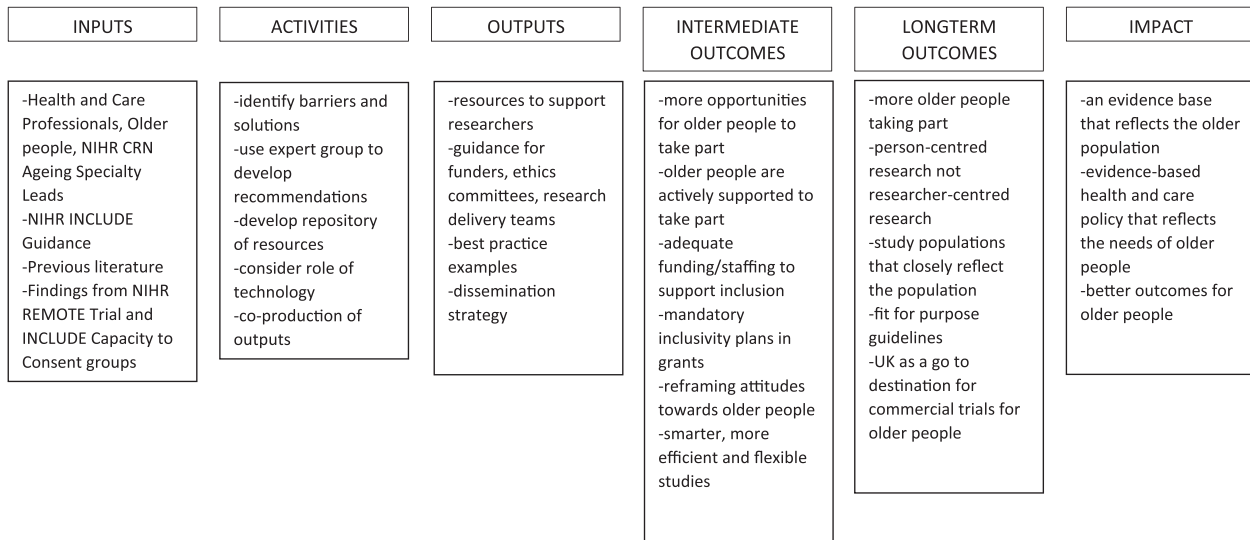 INPUTS
-Health and Care
Professionals, Older
people, NIHR CRN
Ageing Specialty
Leads
-NIHR INCLUDE
Guidance
-Previous literature
-Findings from NIHR
REMOTE Trial and
INCLUDE Capacity to
Consent groups
ACTIVITIES
-identify barriers and
solutions
-use expert group to
develop
recommendations
-develop repository
of resources
-consider role of
technology
-co-production of
outputs
OUTPUTS
-resources to support
researchers
-guidance for
funders, ethics
committees, research
delivery teams
-best practice
examples
-dissemination
strategy
INTERMEDIATE
OUTCOMES
-more opportunities
for older people to
take part
-older people are
actively supported to
take part
-adequate
funding/staffing to
support inclusion
-mandatory
inclusivity plans in
grants
-reframing attitudes
towards older people
-smarter, more
efficient and flexible
studies
LONGTERM
OUTCOMES
-more older people
taking part
-person-centred
research not
researcher-centred
research
-study populations
that closely reflect
the population
-fit for purpose
guidelines
-UK as a go to
destination for
commercial trials for
older people
IMPACT
-an evidence base
that reflects the older
population
-evidence-based
health and care
policy that reflects
the needs of older
people
-better outcomes for
older people